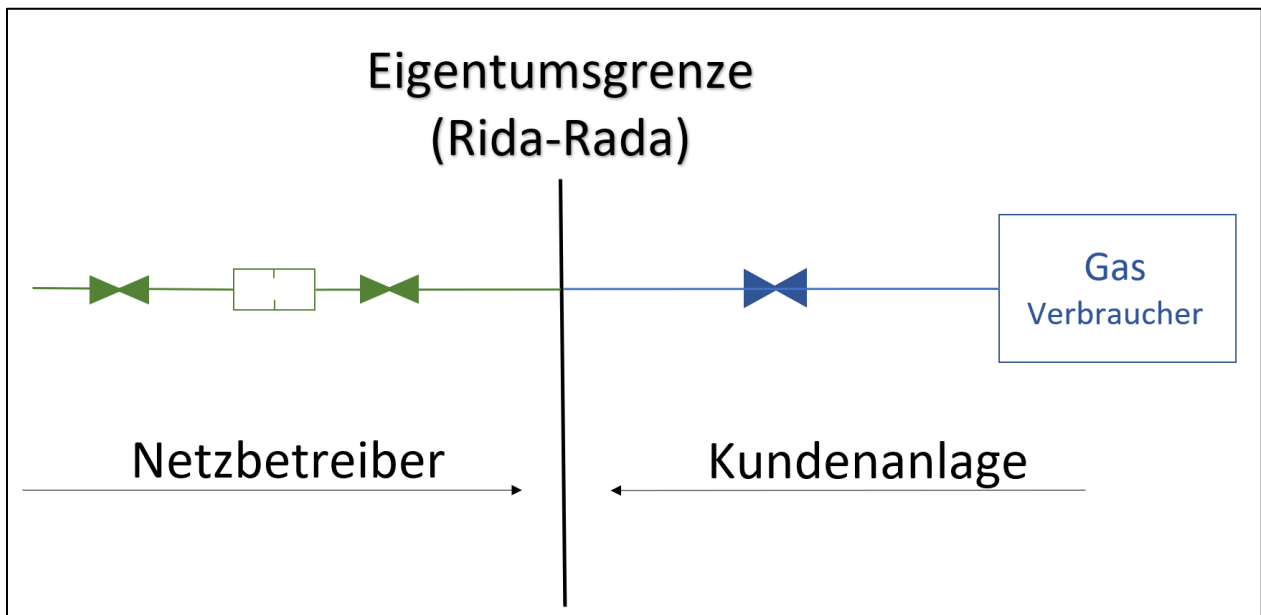 Eigentumsgrenze
(Rida-Rada)
Gas
Verbraucher
Netzbetreiber
Kundenanlage